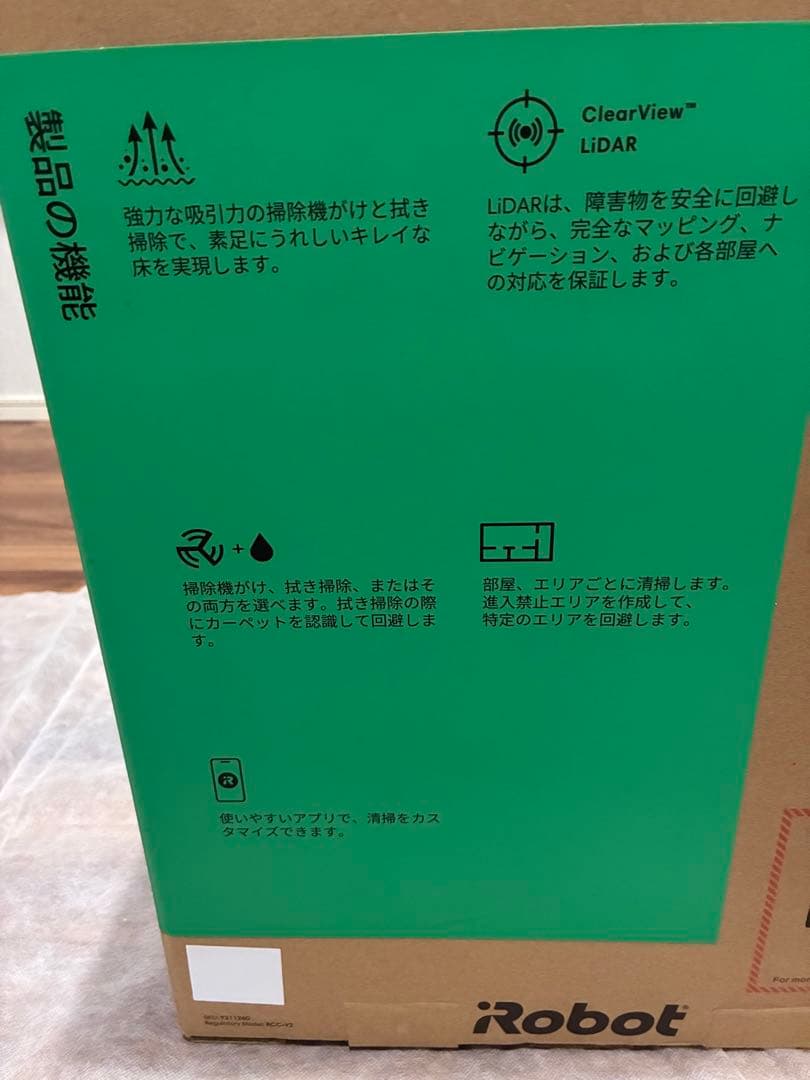 製品の機能
強力な吸引力の掃除機がけと拭き
掃除で、素足にうれしいキレイな
床を実現します。
ClearView™
LiDAR
LiDARは、障害物を安全に回避し
ながら、完全なマッピング、ナ
ビゲーション、および各部屋へ
の対応を保証します。
掃除機がけ、拭き掃除、またはそ
の両方を選べます。拭き掃除の際
にカーペットを認識して回避しま
す。
部屋、エリアごとに清掃します。
進入禁止エリアを作成して、
特定のエリアを回避します。
使いやすいアプリで、清掃をカス
タマイズできます。
SKU: Y211260
Regulatory Model: RCC-Y2
iRobot®
For mor